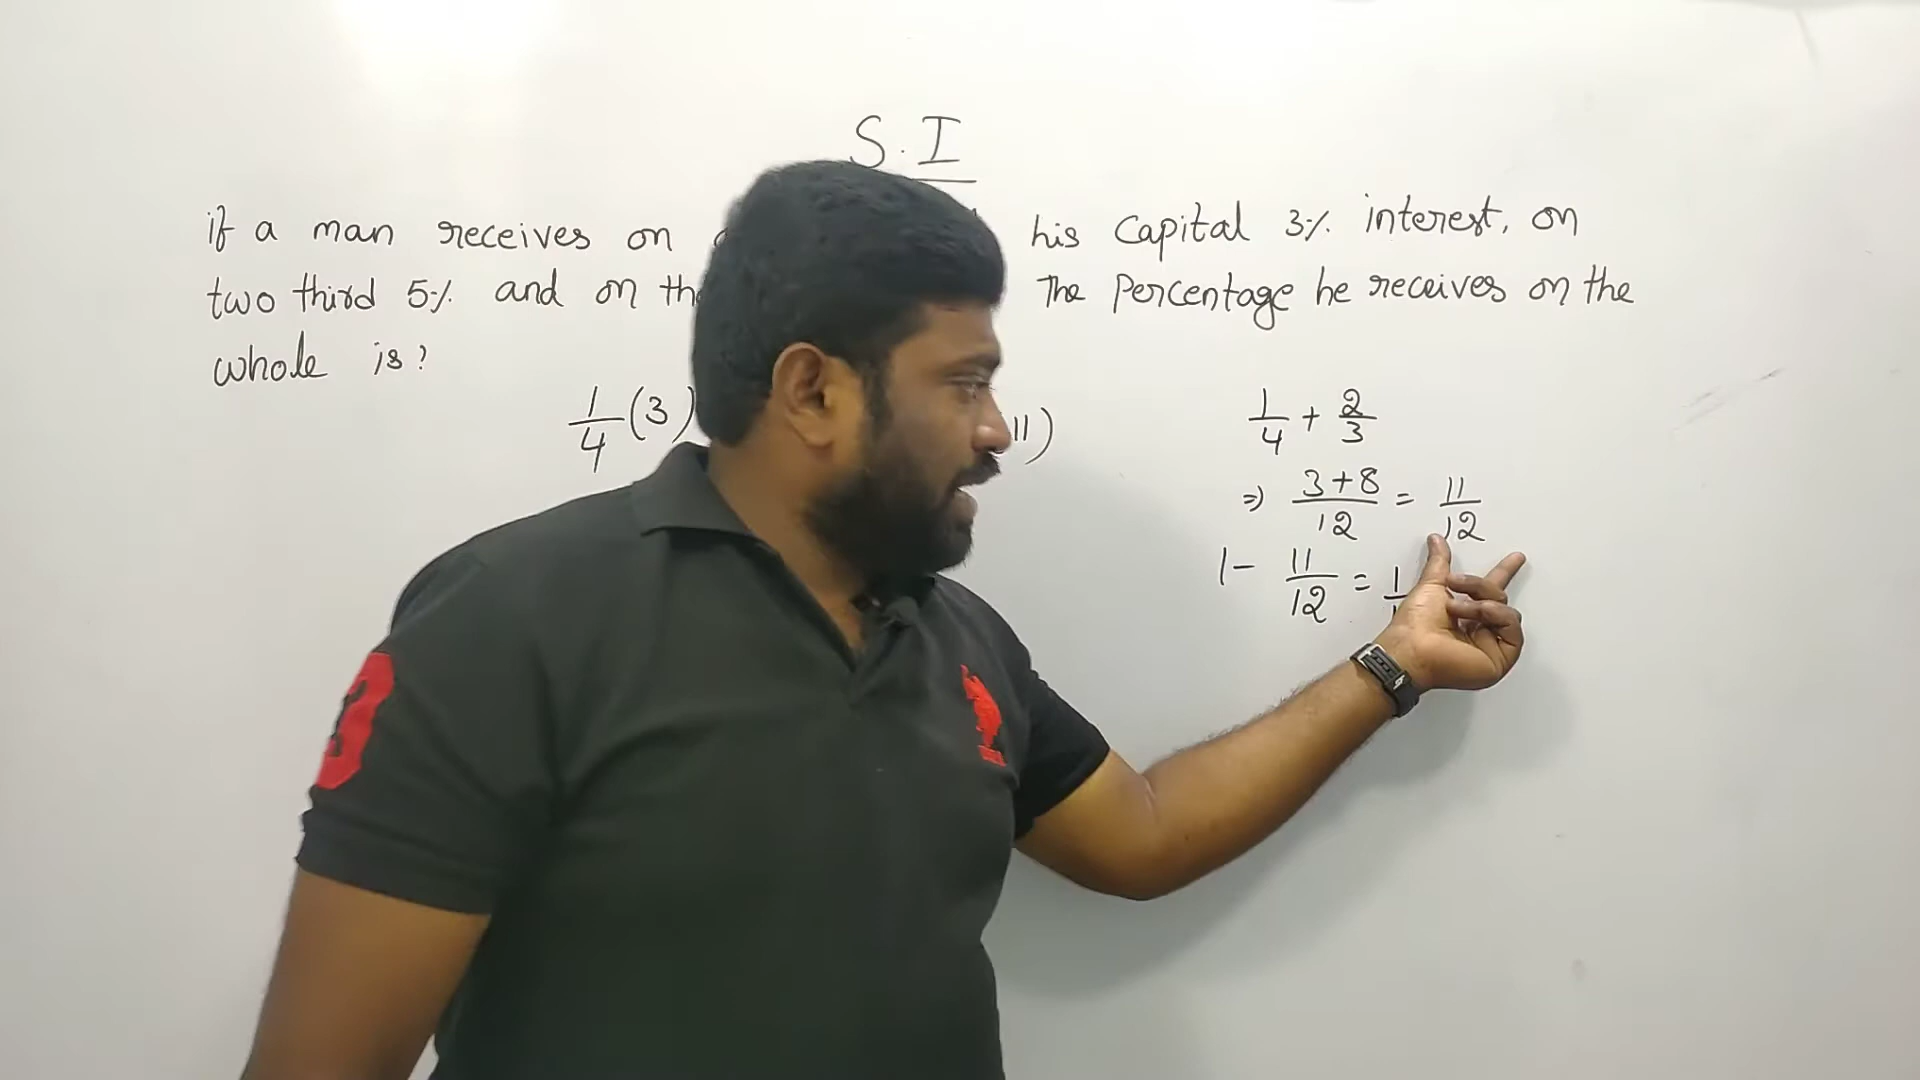 S.I
if a man receives on his Capital 3% interest, on
two third 5% and on The Percentage he receives on the
whole is?
1/4 (3) 11)
1/4 + 2/3
⇒ 3+8/12 = 11/12
1 - 11/12 = 1/
3